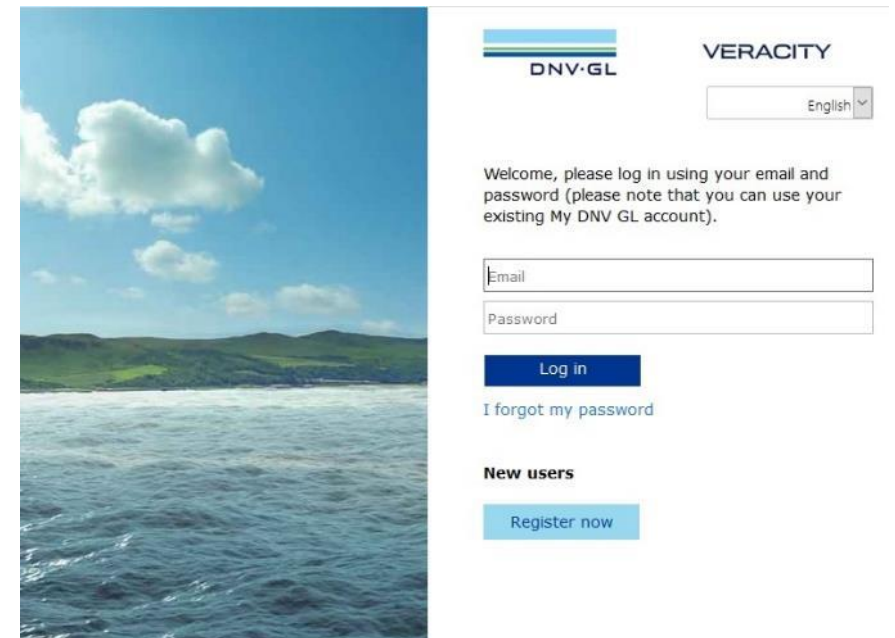 DNV·GL
VERACITY
English
Welcome, please log in using your email and
password (please note that you can use your
existing My DNV GL account).
Email
Password
Log in
I forgot my password
New users
Register now